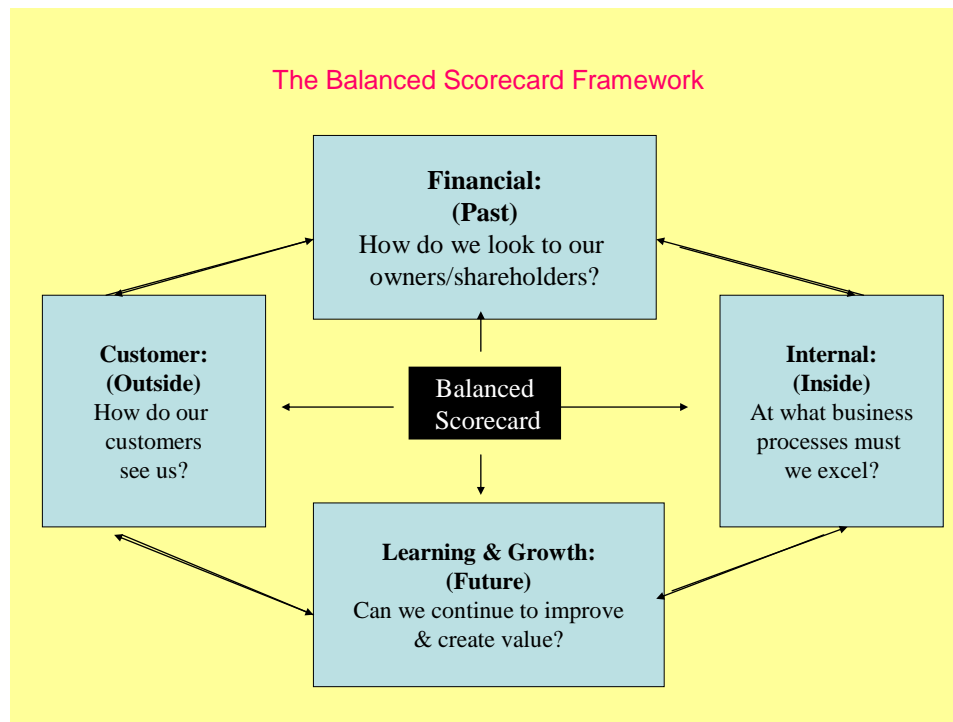 The Balanced Scorecard Framework
Financial:
(Past)
How do we look to our
owners/shareholders?
Customer:
(Outside)
How do our
customers
see us?
Balanced
Scorecard
Internal:
(Inside)
At what business
processes must
we excel?
Learning & Growth:
(Future)
Can we continue to improve
& create value?